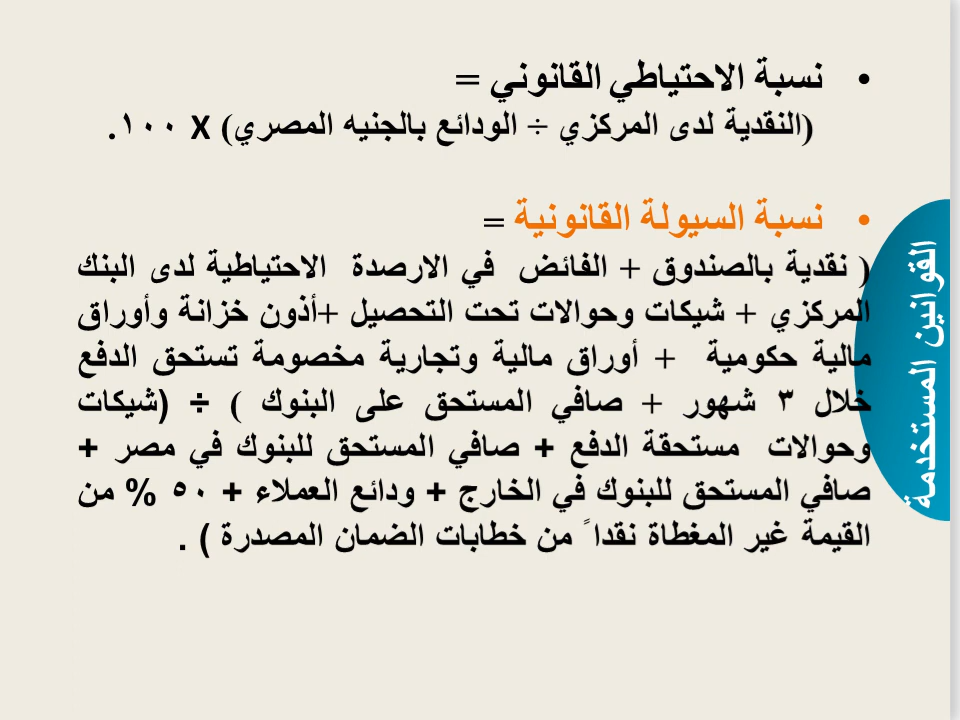 • نسبة الاحتياطي القانوني =
(النقدية لدى المركزي ÷ الودائع بالجنيه المصري) X ١٠٠.
• نسبة السيولة القانونية =
( نقدية بالصندوق + الفائض في الارصدة الاحتياطية لدى البنك
المركزي + شيكات وحوالات تحت التحصيل +أذون خزانة وأوراق
مالية حكومية + أوراق مالية وتجارية مخصومة تستحق الدفع
خلال ٣ شهور + صافي المستحق على البنوك ) ÷ (شيكات
وحوالات مستحقة الدفع + صافي المستحق للبنوك في مصر +
صافي المستحق للبنوك في الخارج + ودائع العملاء + ٥٠ % من
القيمة غير المغطاة نقداً من خطابات الضمان المصدرة ) .
القوانين المستخدمة